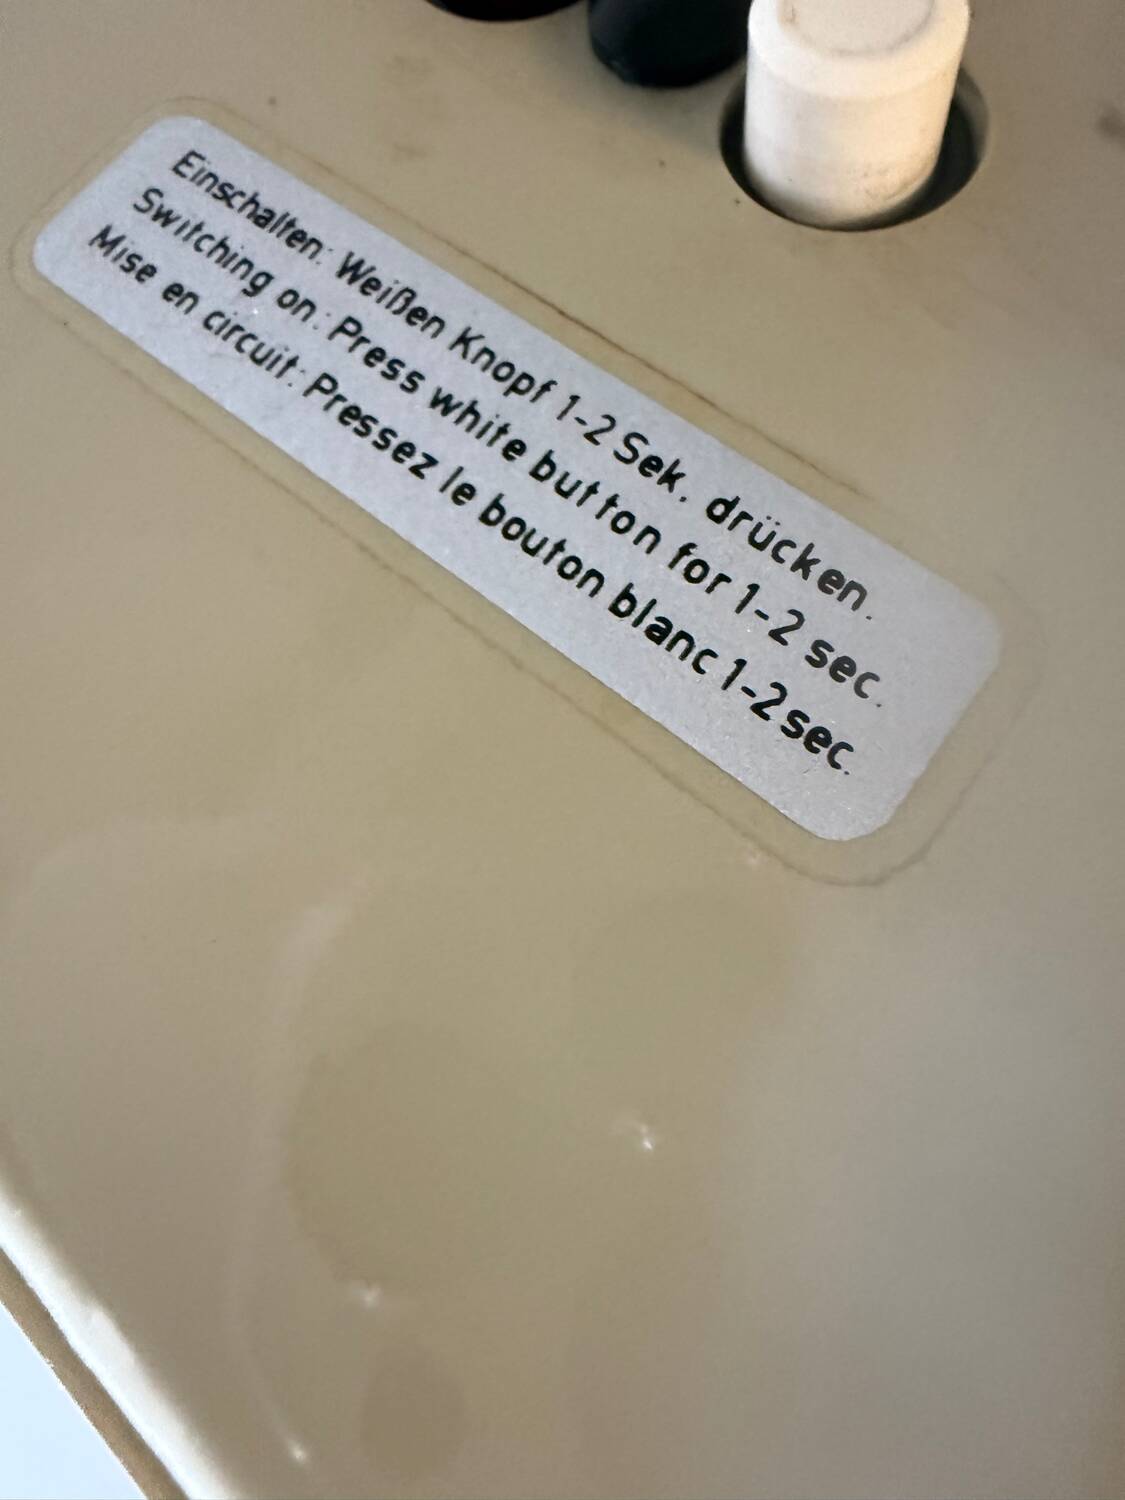 Einschalten: Weißen Knopf 1-2 Sek. drücken.
Switching on: Press white button for 1-2 sec.
Mise en circuit: Pressez le bouton blanc 1-2 sec.